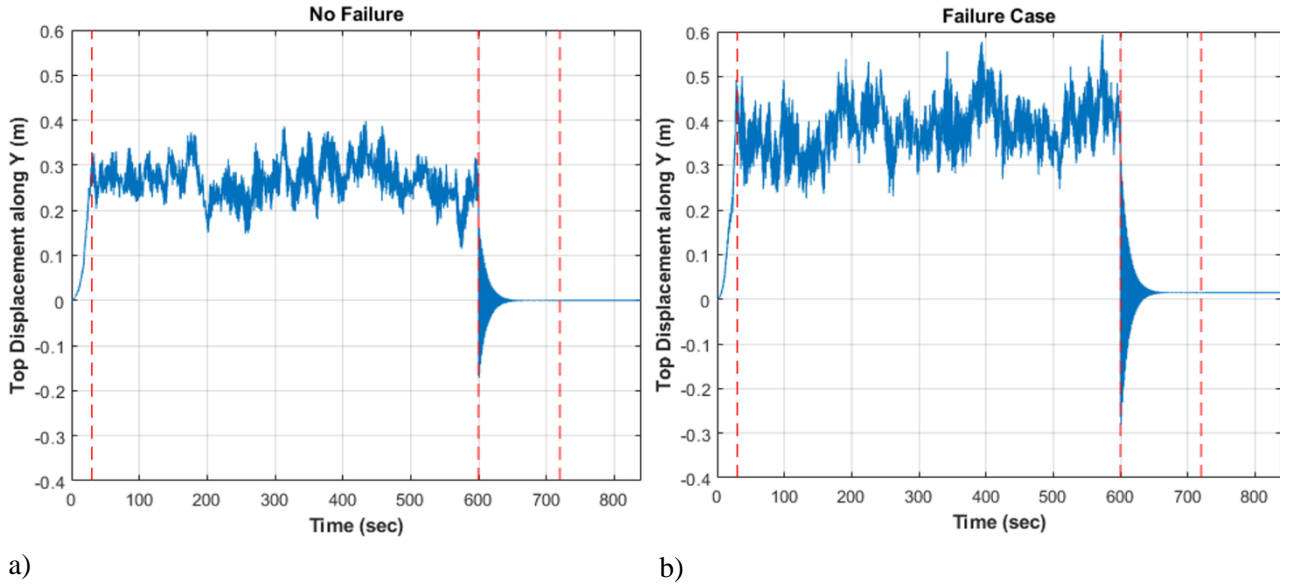 No Failure
0.6
0.5
0.4
0.3
0.2
0.1
0
-0.1
-0.2
-0.3
-0.4
Top Displacement along Y (m)
0 100 200 300 400 500 600 700 800
Time (sec)
a)
Failure Case
0.6
0.5
0.4
0.3
0.2
0.1
0
-0.1
-0.2
-0.3
-0.4
Top Displacement along Y (m)
0 100 200 300 400 500 600 700 800
Time (sec)
b)